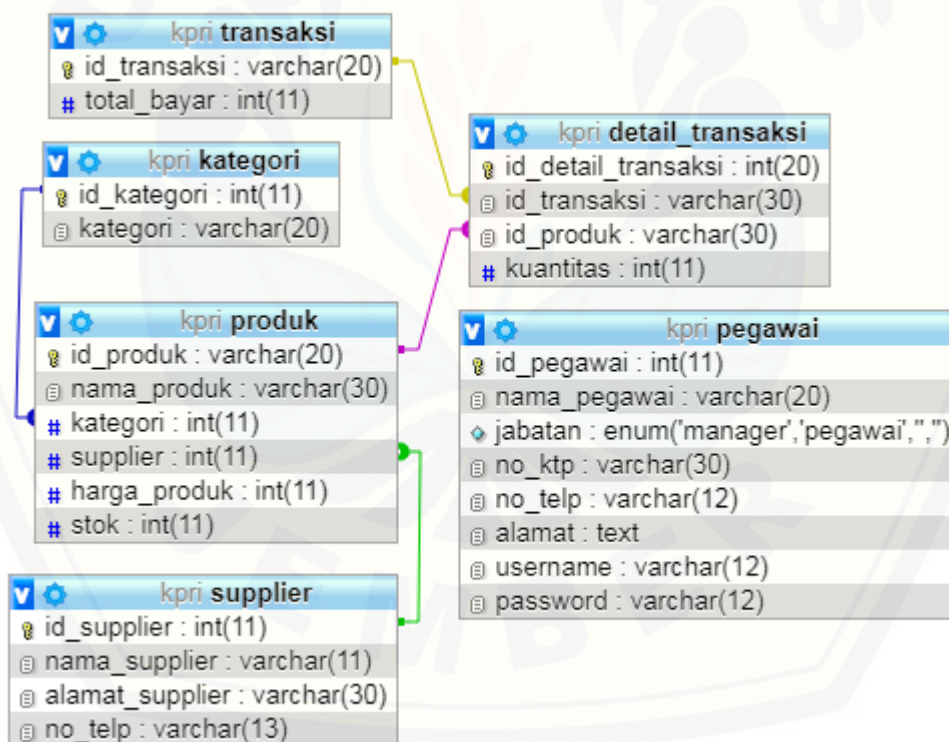 kpri transaksi
id_transaksi : varchar(20)
total_bayar : int(11)
kpri kategori
id_kategori : int(11)
kategori : varchar(20)
kpri detail_transaksi
id_detail_transaksi : int(20)
id_transaksi : varchar(30)
id_produk : varchar(30)
kuantitas : int(11)
kpri produk
id_produk : varchar(20)
nama_produk : varchar(30)
kategori : int(11)
supplier : int(11)
harga_produk : int(11)
stok : int(11)
kpri pegawai
id_pegawai : int(11)
nama_pegawai : varchar(20)
jabatan : enum('manager','pegawai','','')
no_ktp : varchar(30)
no_telp : varchar(12)
alamat : text
username : varchar(12)
password : varchar(12)
kpri supplier
id_supplier : int(11)
nama_supplier : varchar(11)
alamat_supplier : varchar(30)
no_telp : varchar(13)